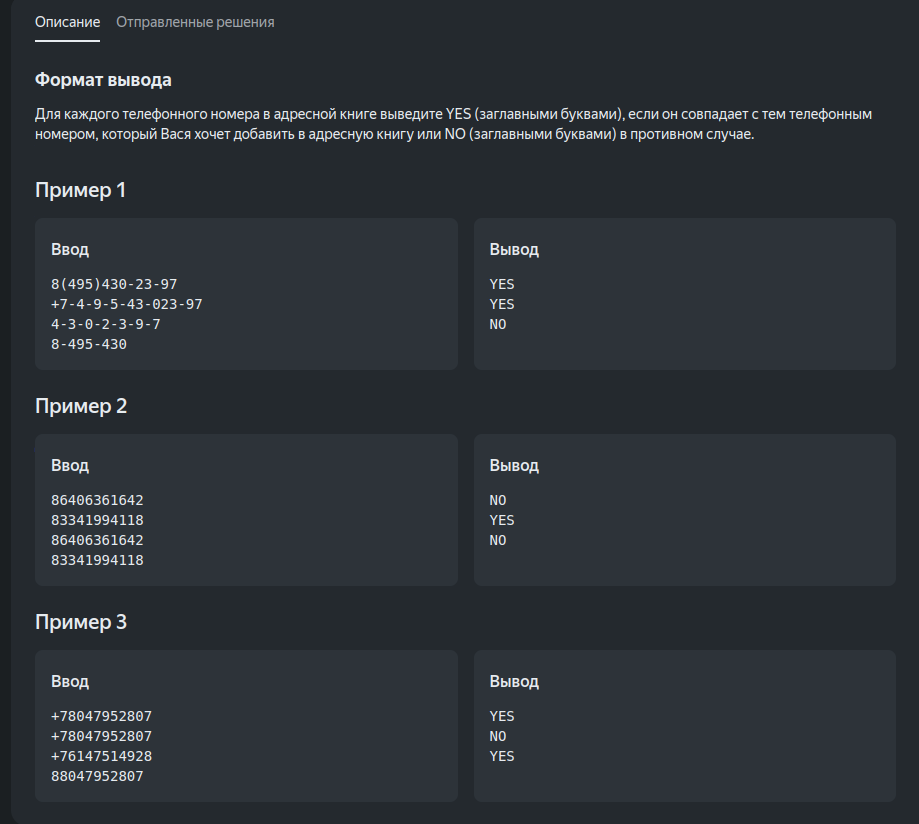 Описание Отправленные решения
Формат вывода
Для каждого телефонного номера в адресной книге выведите YES (заглавными буквами), если он совпадает с тем телефонным
номером, который Вася хочет добавить в адресную книгу или NO (заглавными буквами) в противном случае.
Пример 1
Ввод
8(495)430-23-97
+7-4-9-5-43-023-97
4-3-0-2-3-9-7
8-495-430
Вывод
YES
YES
NO
Пример 2
Ввод
86406361642
83341994118
86406361642
83341994118
Вывод
NO
YES
NO
Пример 3
Ввод
+78047952807
+78047952807
+76147514928
88047952807
Вывод
YES
NO
YES